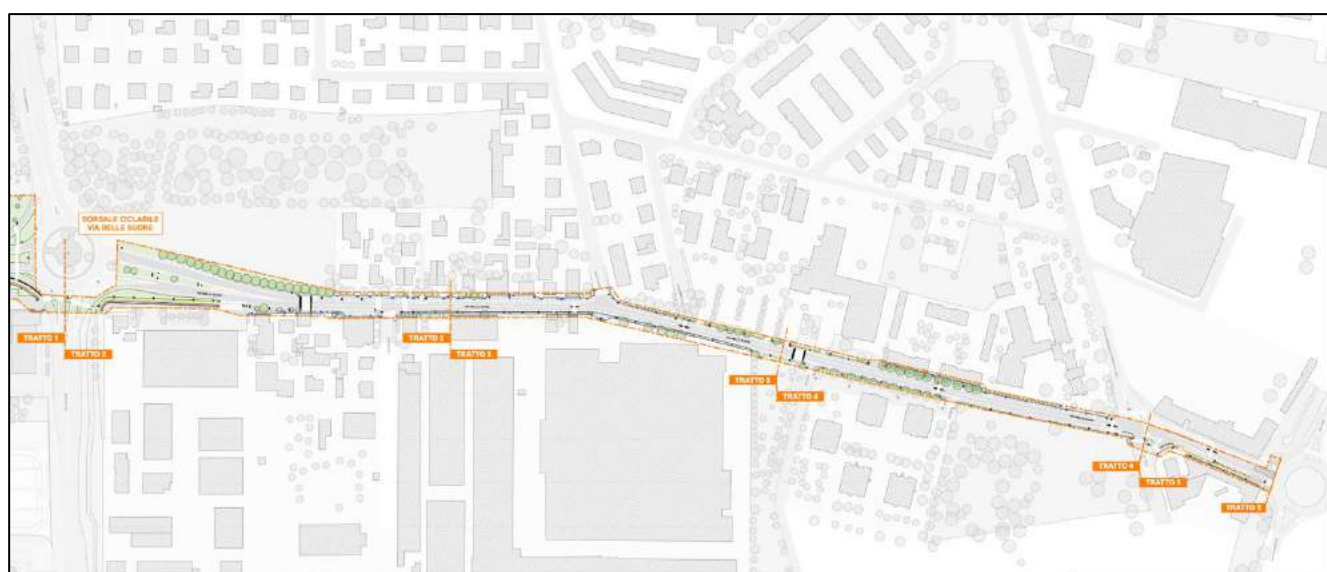 DORSALE CICLABILE
VIA DELLE SUORE
TRATTO 1
TRATTO 2
TRATTO 2
TRATTO 3
TRATTO 3
TRATTO 4
TRATTO 4
TRATTO 5
TRATTO 5